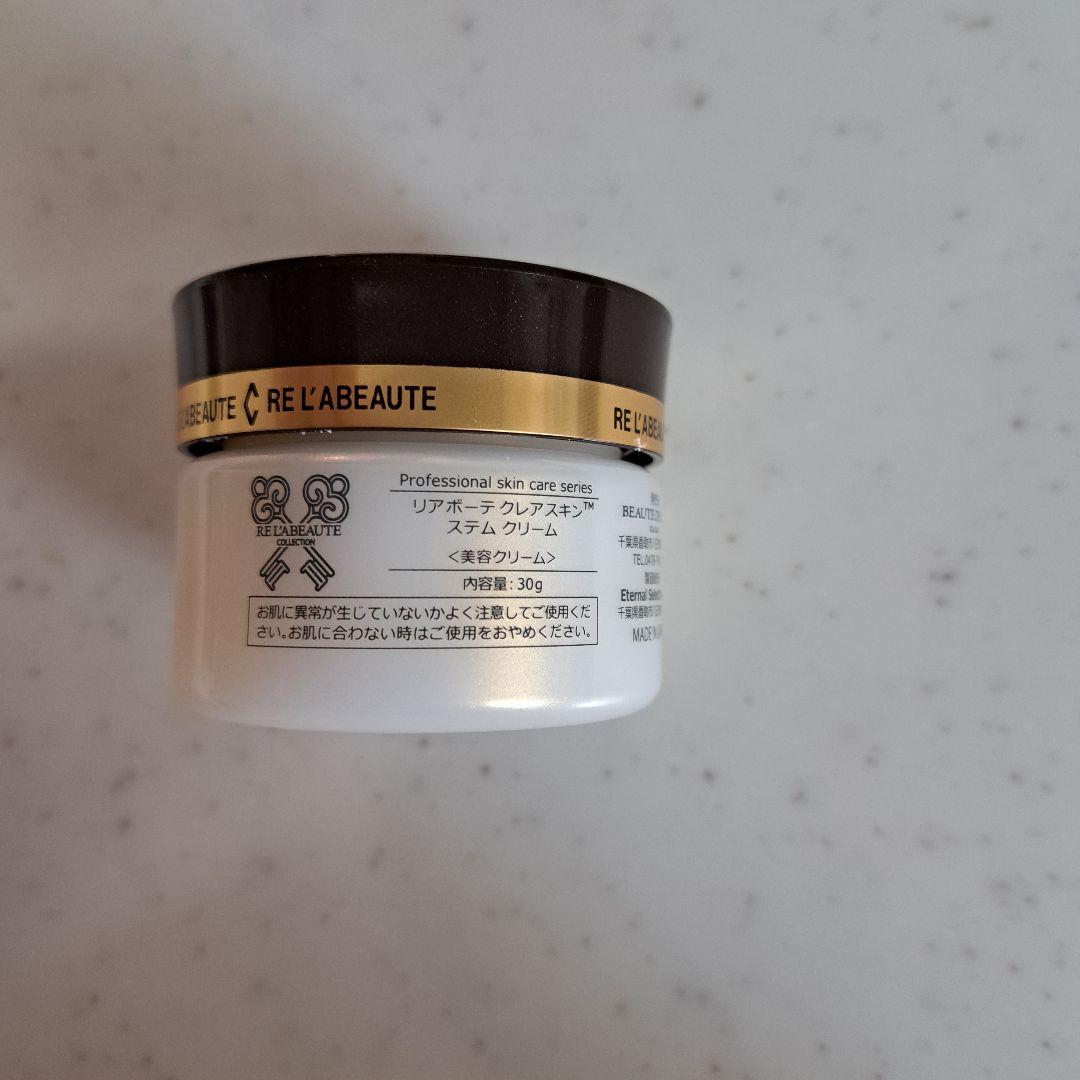 RE L'ABEAUTE
RE L'ABEAUTE
COLLECTION
Professional skin care series
リアボーテ クレアスキン™
ステム クリーム
<美容クリーム>
内容量:30g
お肌に異常が生じていないかよく注意してご使用くだ
さい。お肌に合わない時はご使用をおやめください。
BEAUTE
千葉県香取市
TEL.0478
Eternal
千葉県香取市
MADE IN